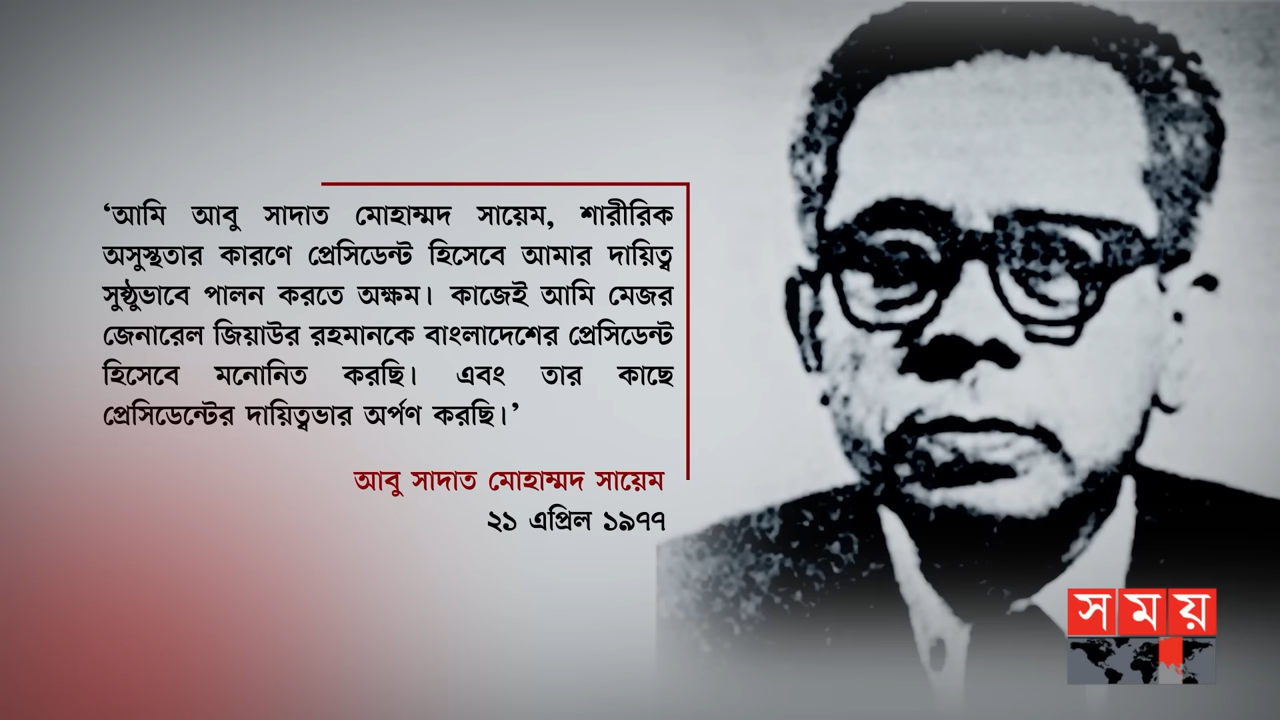 ‘আমি আবু সাদাত মোহাম্মদ সায়েম, শারীরিক
অসুস্থতার কারণে প্রেসিডেন্ট হিসেবে আমার দায়িত্ব
সুষ্ঠুভাবে পালন করতে অক্ষম। কাজেই আমি মেজর
জেনারেল জিয়াউর রহমানকে বাংলাদেশের প্রেসিডেন্ট
হিসেবে মনোনিত করছি। এবং তার কাছে
প্রেসিডেন্টের দায়িত্বভার অর্পণ করছি।’
আবু সাদাত মোহাম্মদ সায়েম
২১ এপ্রিল ১৯৭৭
সময়